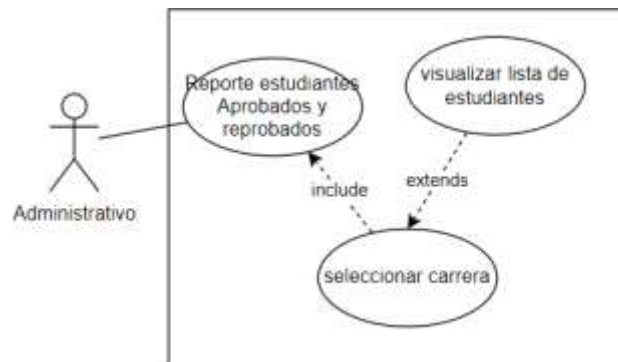 Reporte estudiantes
Aprobados y
reprobados
visualizar lista de
estudiantes
include
extends
Administrativo
seleccionar carrera